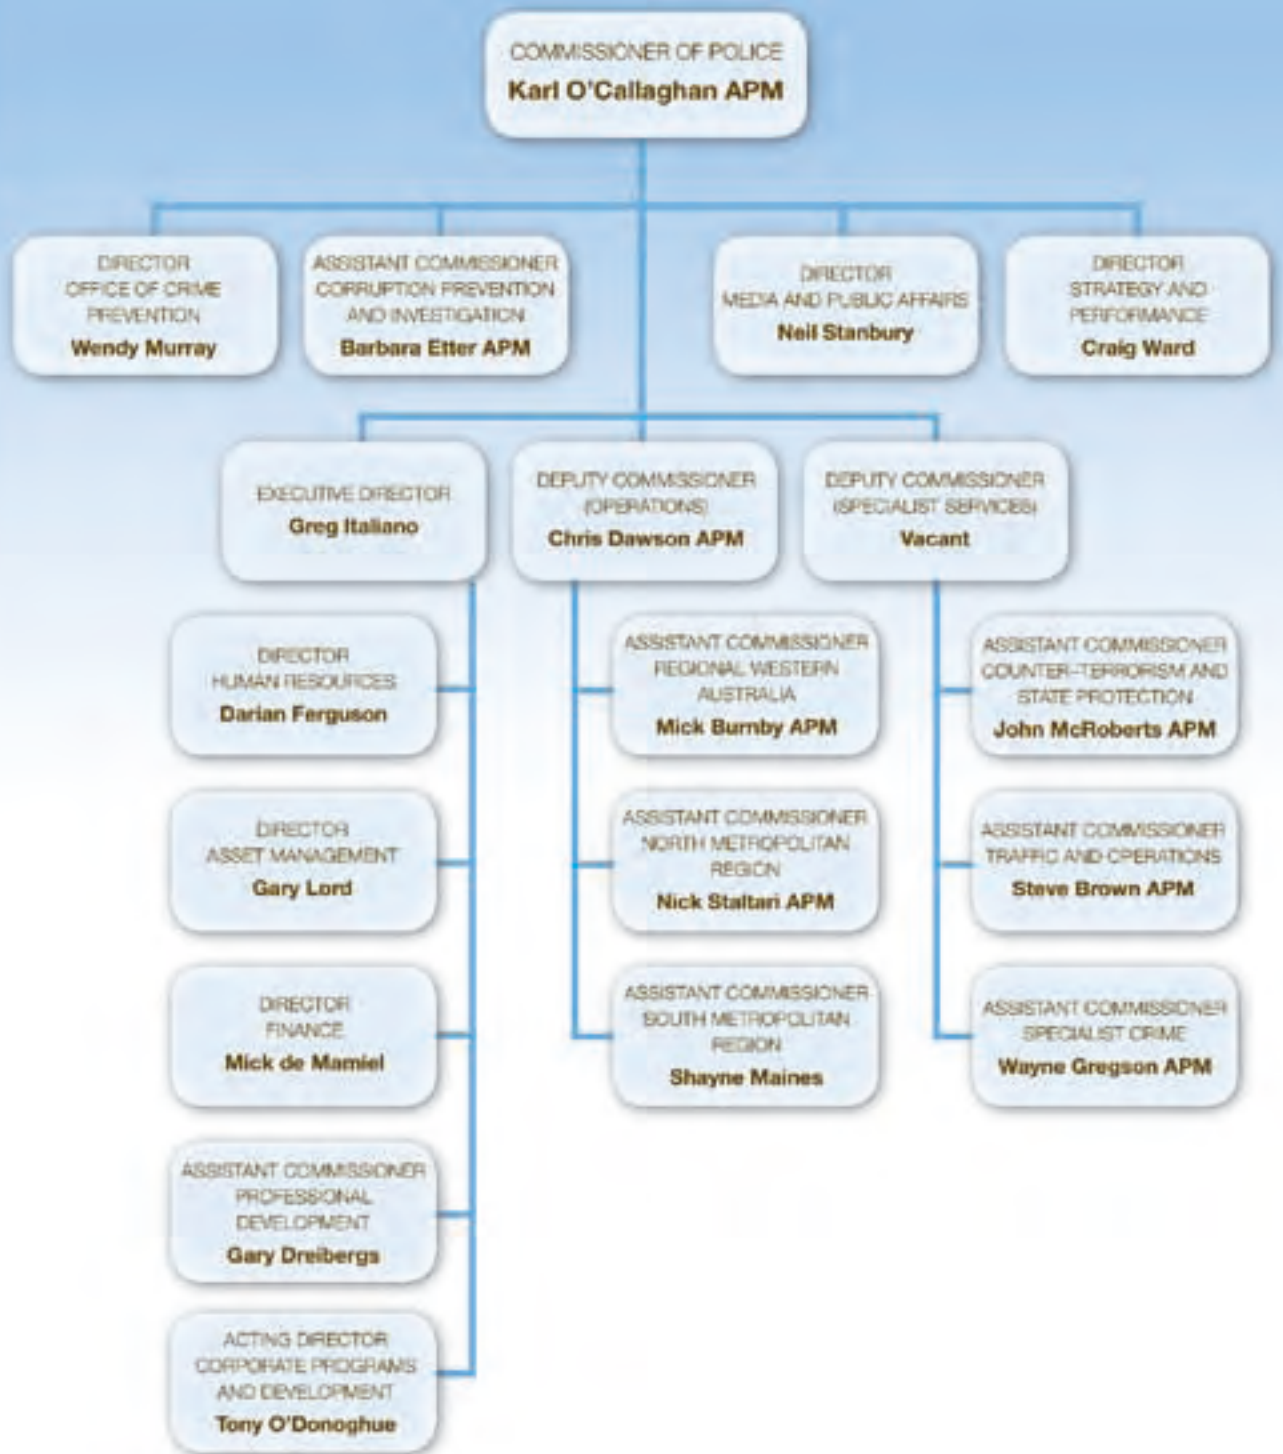 COMMISSIONER OF POLICE
Karl O'Callaghan APM
DIRECTOR
OFFICE OF CRIME
PREVENTION
Wendy Murray
ASSISTANT COMMISSIONER
CORRUPTION PREVENTION
AND INVESTIGATION
Barbara Etter APM
DIRECTOR
MEDIA AND PUBLIC AFFAIRS
Neil Stanbury
DIRECTOR
STRATEGY AND
PERFORMANCE
Craig Ward
EXECUTIVE DIRECTOR
Greg Italiano
DEPUTY COMMISSIONER
(OPERATIONS)
Chris Dawson APM
DEPUTY COMMISSIONER
(SPECIALIST SERVICES)
Vacant
DIRECTOR
HUMAN RESOURCES
Darian Ferguson
DIRECTOR
ASSET MANAGEMENT
Gary Lord
DIRECTOR
FINANCE
Mick de Mamiel
ASSISTANT COMMISSIONER
PROFESSIONAL
DEVELOPMENT
Gary Dreibergs
ACTING DIRECTOR
CORPORATE PROGRAMS
AND DEVELOPMENT
Tony O'Donoghue
ASSISTANT COMMISSIONER
REGIONAL WESTERN
AUSTRALIA
Mick Burnby APM
ASSISTANT COMMISSIONER
NORTH METROPOLITAN
REGION
Nick Staltari APM
ASSISTANT COMMISSIONER
SOUTH METROPOLITAN
REGION
Shayne Maines
ASSISTANT COMMISSIONER
COUNTER-TERRORISM AND
STATE PROTECTION
John McRoberts APM
ASSISTANT COMMISSIONER
TRAFFIC AND OPERATIONS
Steve Brown APM
ASSISTANT COMMISSIONER
SPECIALIST CRIME
Wayne Gregson APM